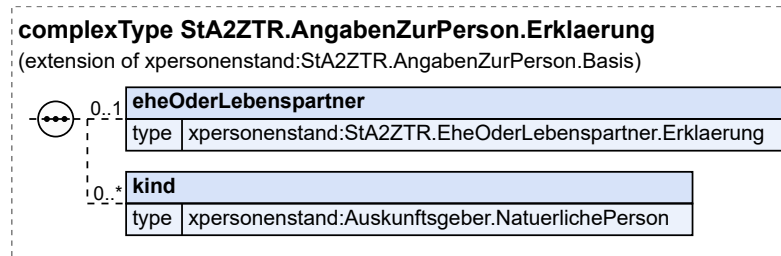 complexType StA2ZTR.AngabenZurPerson.Erklaerung
(extension of xpersonenstand:StA2ZTR.AngabenZurPerson.Basis)
0..1
eheOderLebenspartner
type xpersonenstand:StA2ZTR.EheOderLebenspartner.Erklaerung
0..*
kind
type xpersonenstand:Auskunftsgeber.NatuerlichePerson